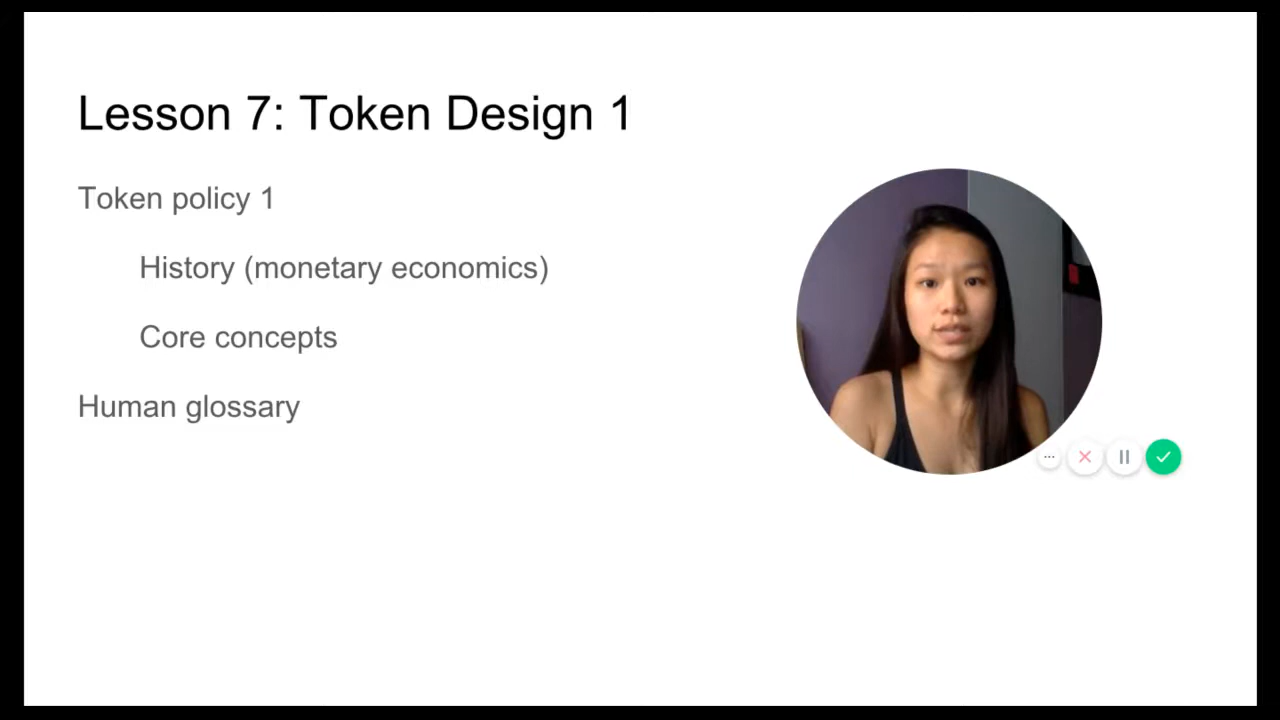 Lesson 7: Token Design 1
Token policy 1
History (monetary economics)
Core concepts
Human glossary